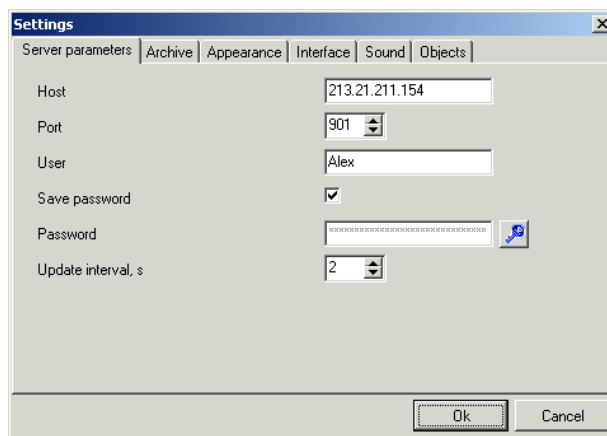 Settings
Server parameters Archive Appearance Interface Sound Objects
Host 213.21.211.154
Port 901
User Alex
Save password
Password ******************************
Update interval, s 2
Ok Cancel